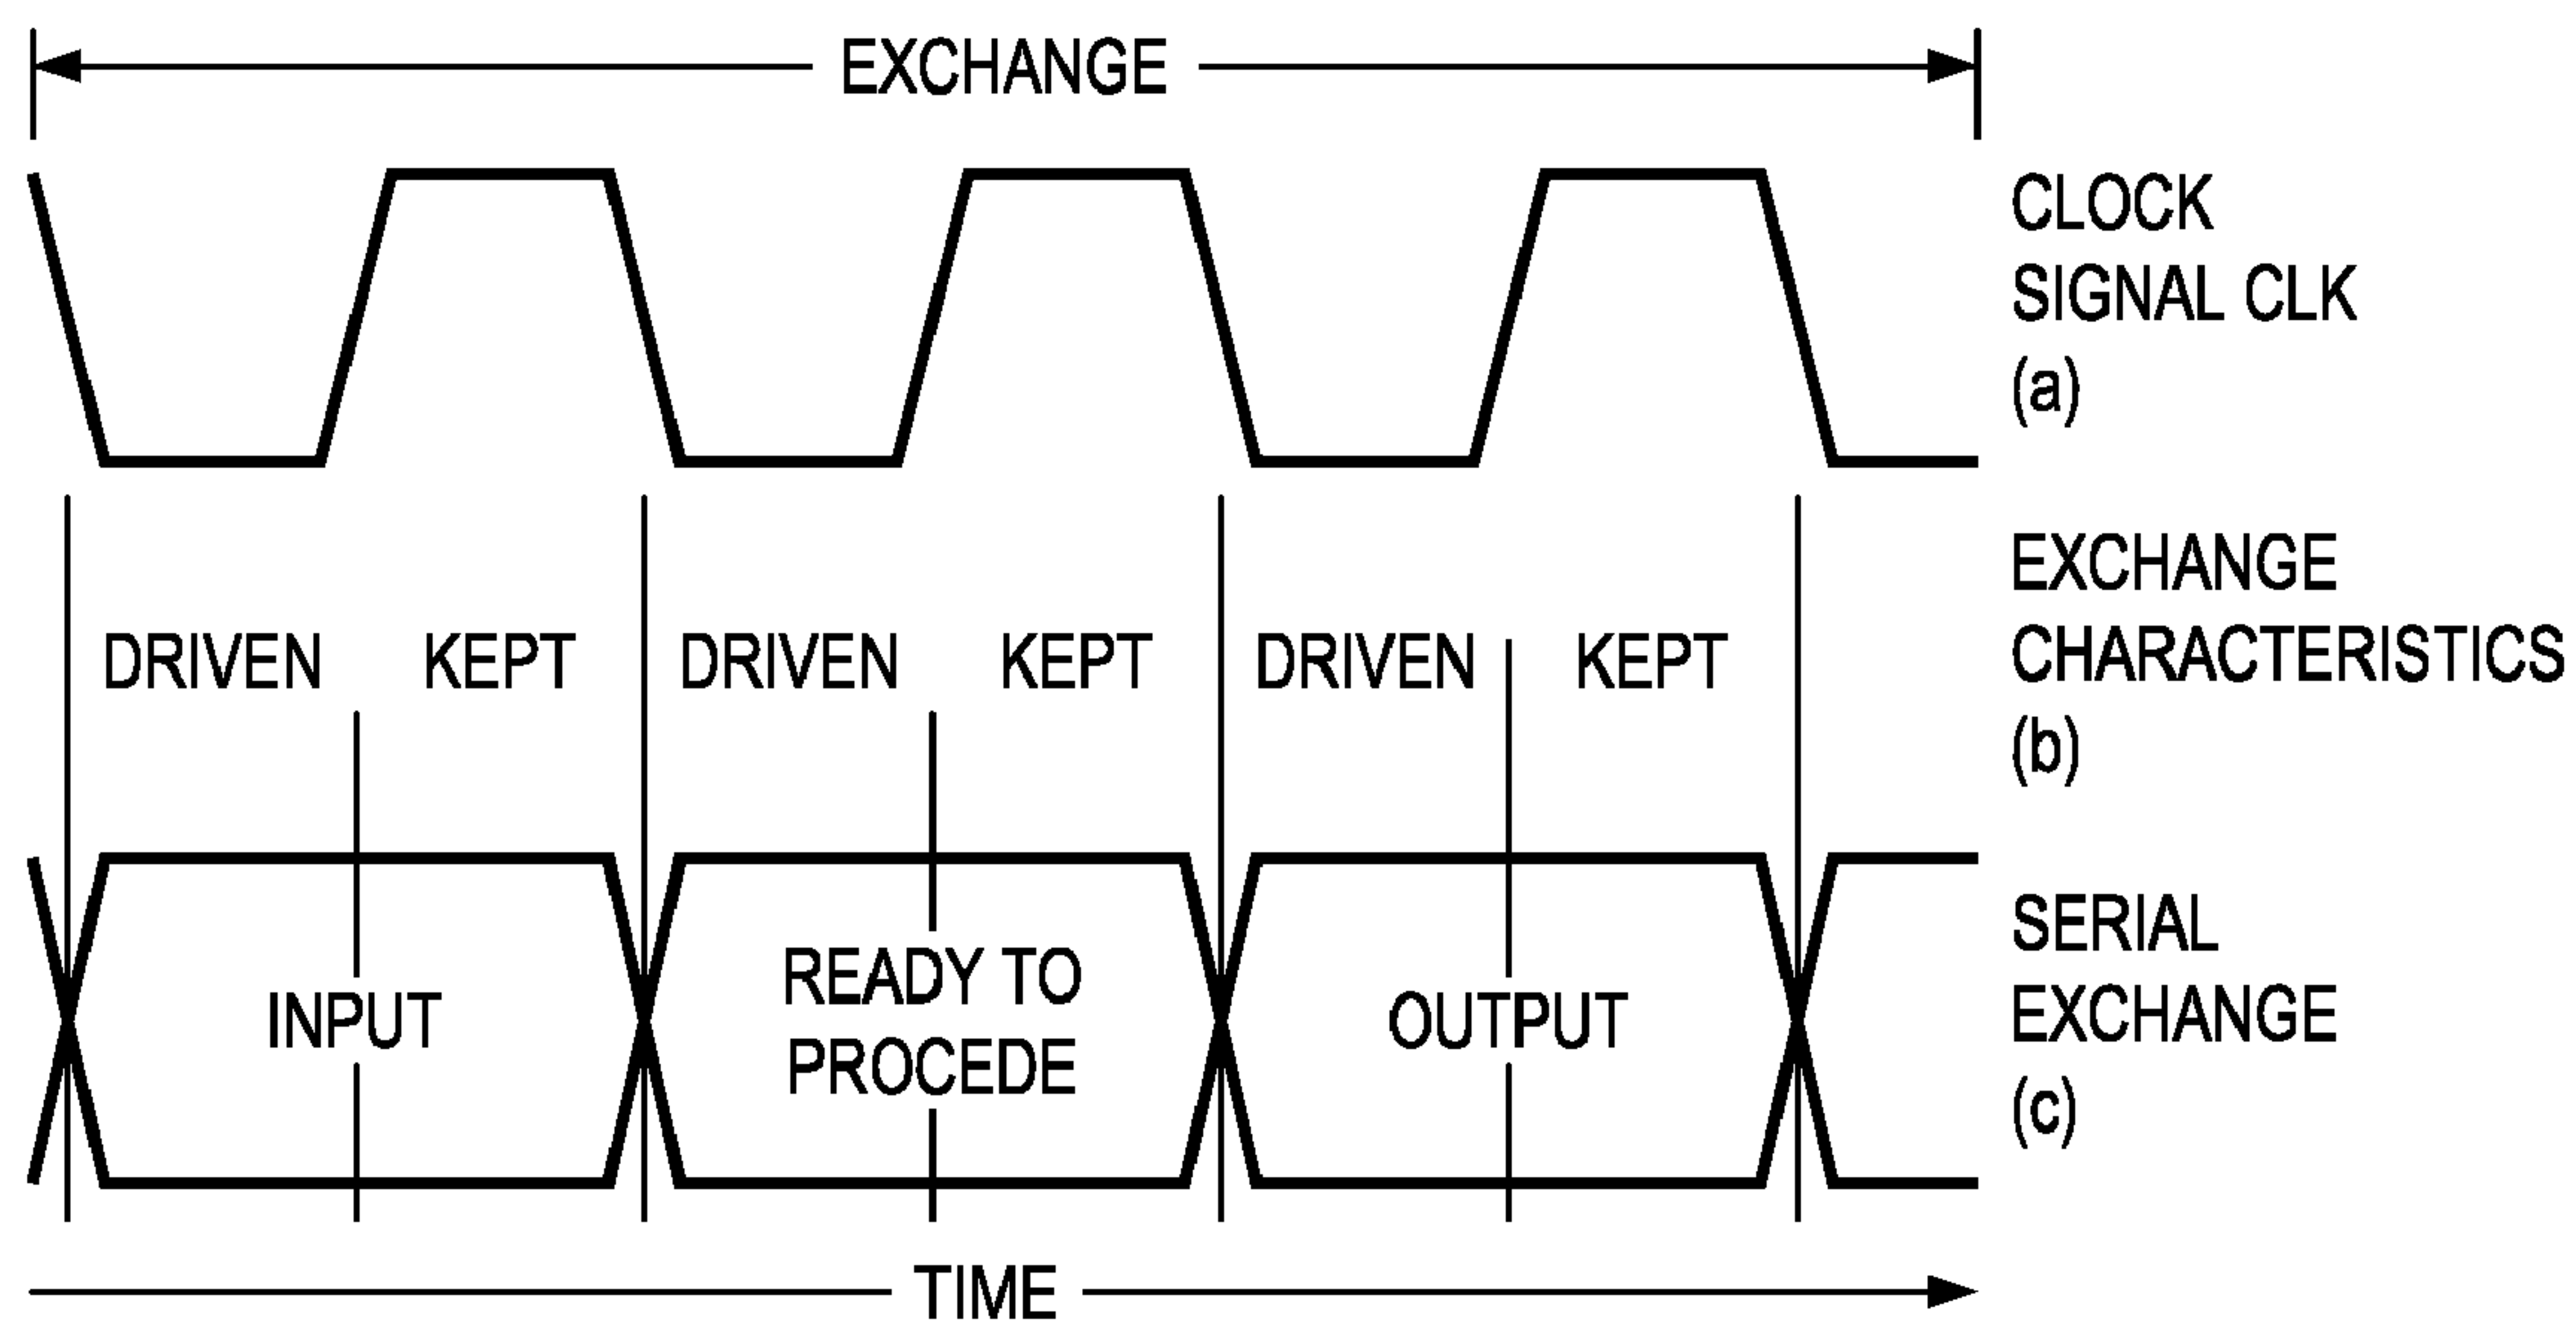 EXCHANGE
CLOCK
SIGNAL CLK
(a)
EXCHANGE
CHARACTERISTICS
(b)
DRIVEN KEPT DRIVEN KEPT DRIVEN KEPT
INPUT
READY TO
PROCEDE
OUTPUT
SERIAL
EXCHANGE
(c)
TIME